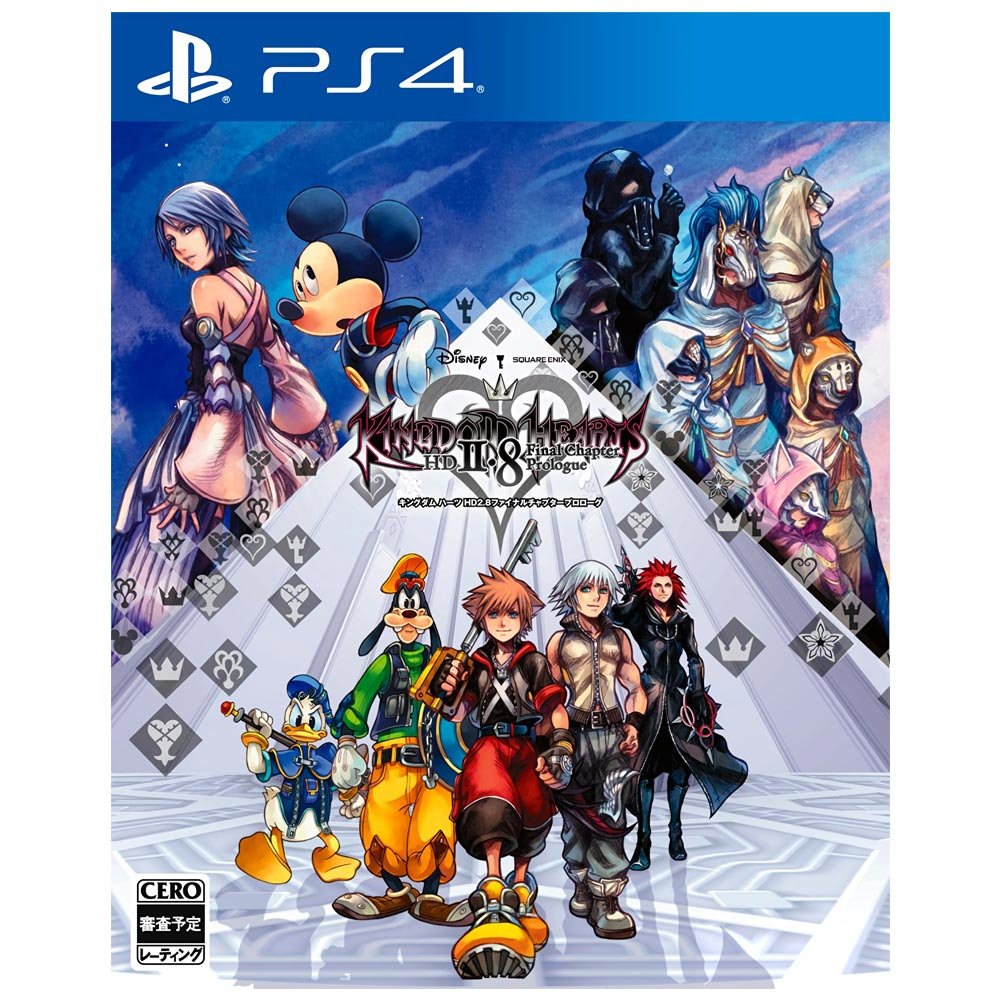 PS4
Disney SQUARE ENIX
KINGDOM HEARTS
HD II.8 Final Chapter
Prologue
キングダム ハーツ HD2.8ファイナルチャプタープロローグ
CERO
審査予定
レーティング